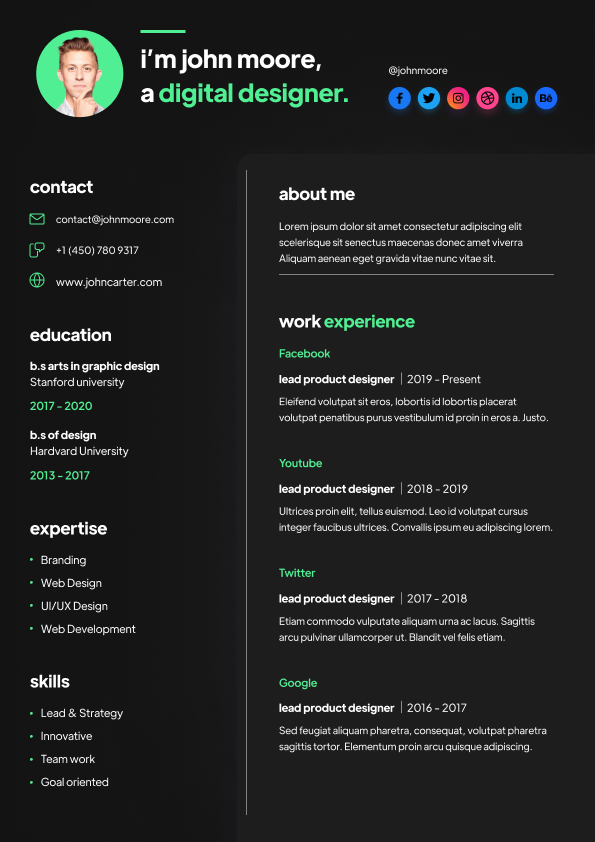 i'm john moore,
a digital designer.
@johnmoore
f
in
Bē
contact
contact@johnmoore.com
+1 (450) 780 9317
www.johncarter.com
education
b.s arts in graphic design
Stanford university
2017 - 2020
b.s of design
Hardvard University
2013 - 2017
expertise
• Branding
• Web Design
• UI/UX Design
• Web Development
skills
• Lead & Strategy
• Innovative
• Team work
• Goal oriented
about me
Lorem ipsum dolor sit amet consectetur adipiscing elit
scelerisque sit senectus maecenas donec amet viverra
Aliquam aenean eget gravida vitae nunc vitae sit.
work experience
Facebook
lead product designer | 2019 - Present
Eleifend volutpat sit eros, lobortis id lobortis placerat
volutpat penatibus purus vestibulum id proin in eros a. Justo.
Youtube
lead product designer | 2018 - 2019
Ultrices proin elit, tellus euismod. Leo id volutpat cursus
integer faucibus ultrices. Convallis ipsum eu adipiscing lorem.
Twitter
lead product designer | 2017 - 2018
Etiam commodo vulputate aliquam urna ac lacus. Sagittis
arcu pulvinar ullamcorper ut. Blandit vel felis etiam.
Google
lead product designer | 2016 - 2017
Sed feugiat aliquam pharetra, consequat, volutpat pharetra
sagittis tortor. Elementum proin arcu quisque adipiscing.